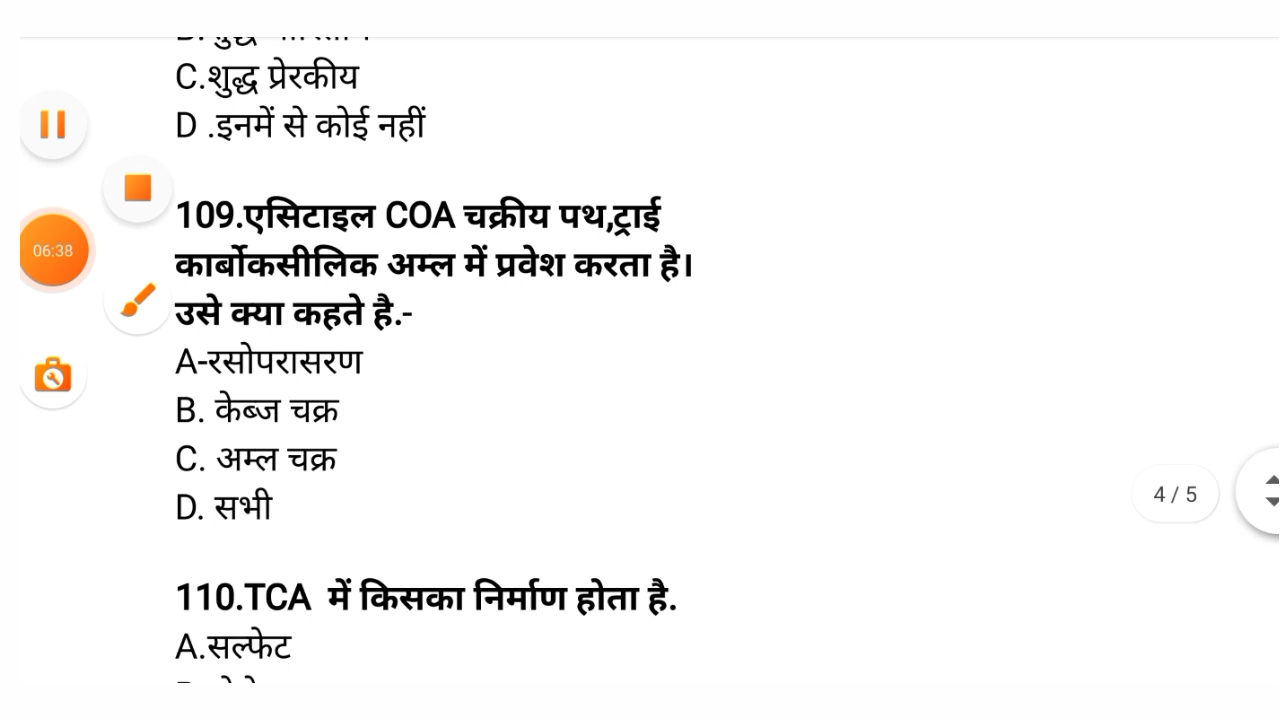 C.शुद्ध प्रेरकीय
D .इनमें से कोई नहीं
109.एसिटाइल COA चक्रीय पथ,ट्राई
कार्बोकसीलिक अम्ल में प्रवेश करता है।
06:38
उसे क्या कहते है.-
A-रसोपरासरण
B. केब्ज चक्र
C. अम्ल चक्र
D. सभी
4 / 5
110.TCA में किसका निर्माण होता है.
A.सल्फेट